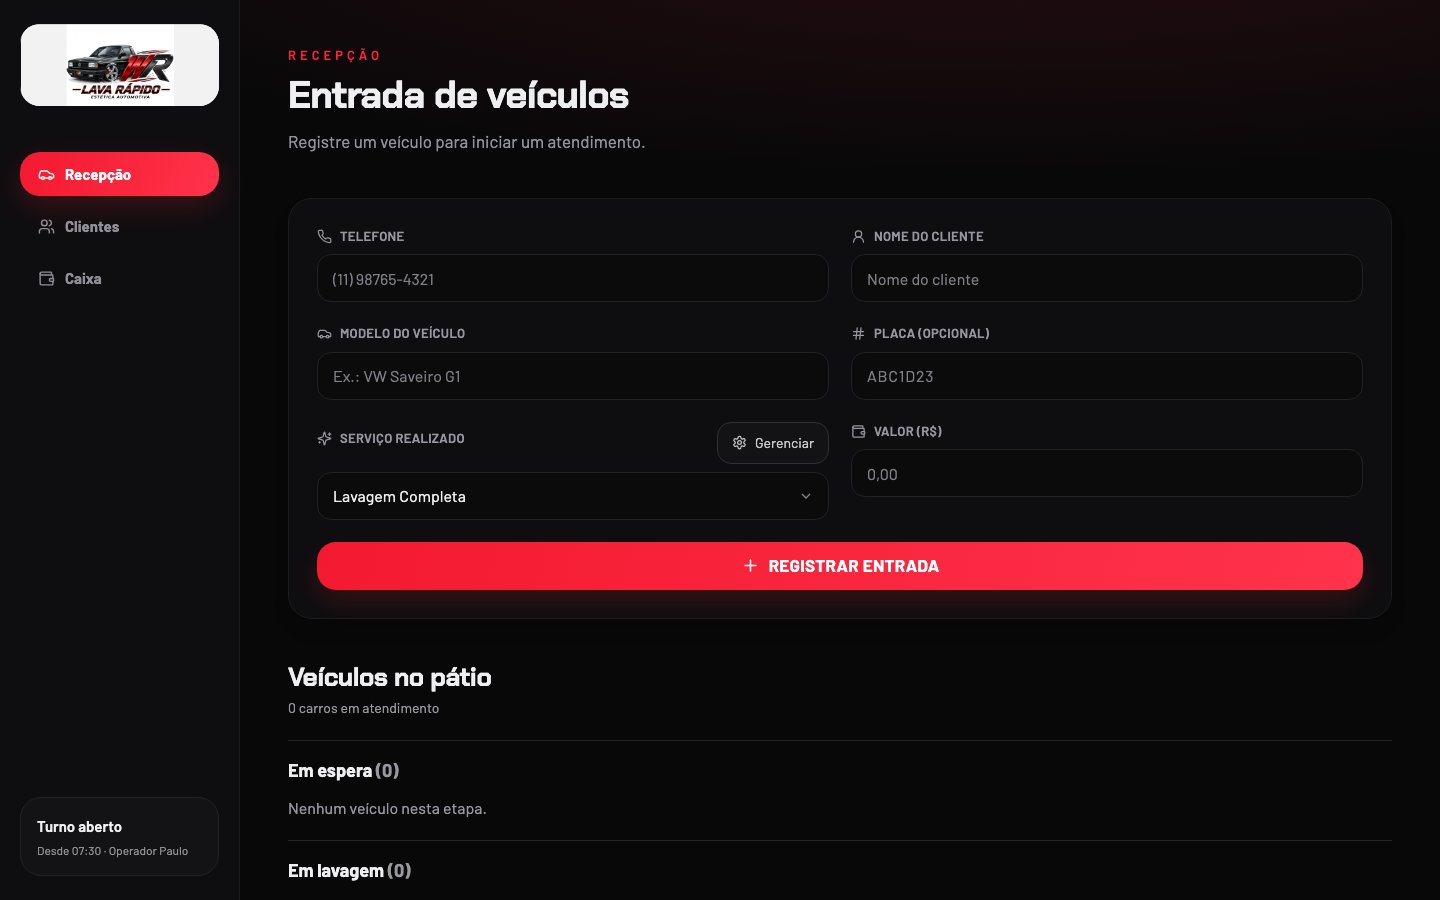 WR
LAVA RÁPIDO
ESTÉTICA AUTOMOTIVA
Recepção
Clientes
Caixa
Turno aberto
Desde 07:30 · Operador Paulo
RECEPÇÃO
Entrada de veículos
Registre um veículo para iniciar um atendimento.
TELEFONE
(11) 98765-4321
NOME DO CLIENTE
Nome do cliente
MODELO DO VEÍCULO
Ex.: VW Saveiro G1
PLACA (OPCIONAL)
ABC1D23
SERVIÇO REALIZADO
Gerenciar
Lavagem Completa
VALOR (R$)
0,00
REGISTRAR ENTRADA
Veículos no pátio
0 carros em atendimento
Em espera (0)
Nenhum veículo nesta etapa.
Em lavagem (0)